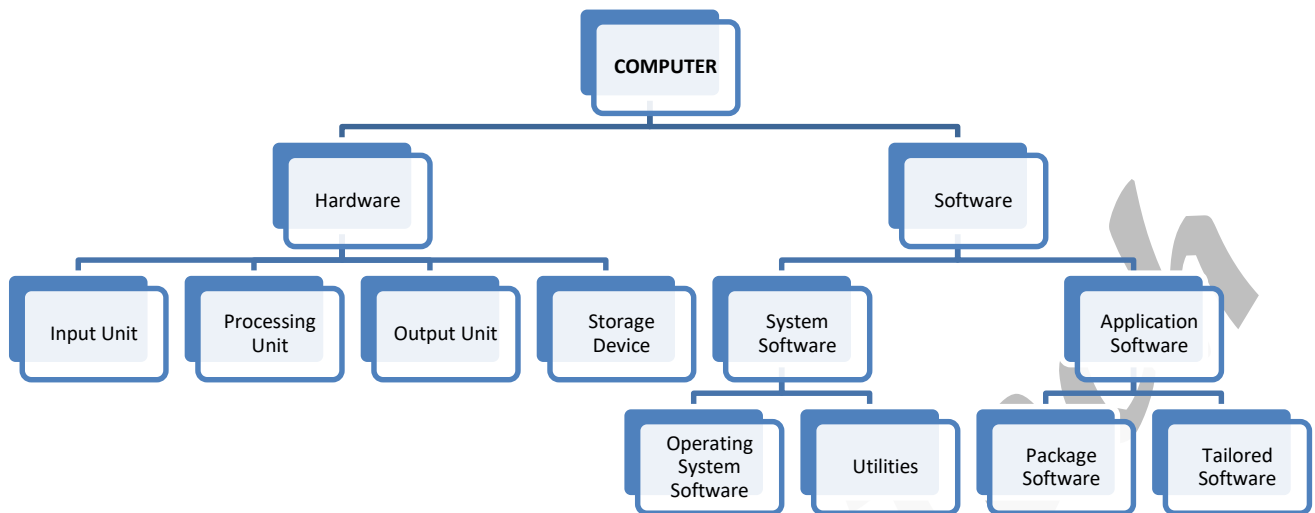 COMPUTER
Hardware
Software
Input Unit
Processing
Unit
Output Unit
Storage
Device
System
Software
Application
Software
Operating
System
Software
Utilities
Package
Software
Tailored
Software